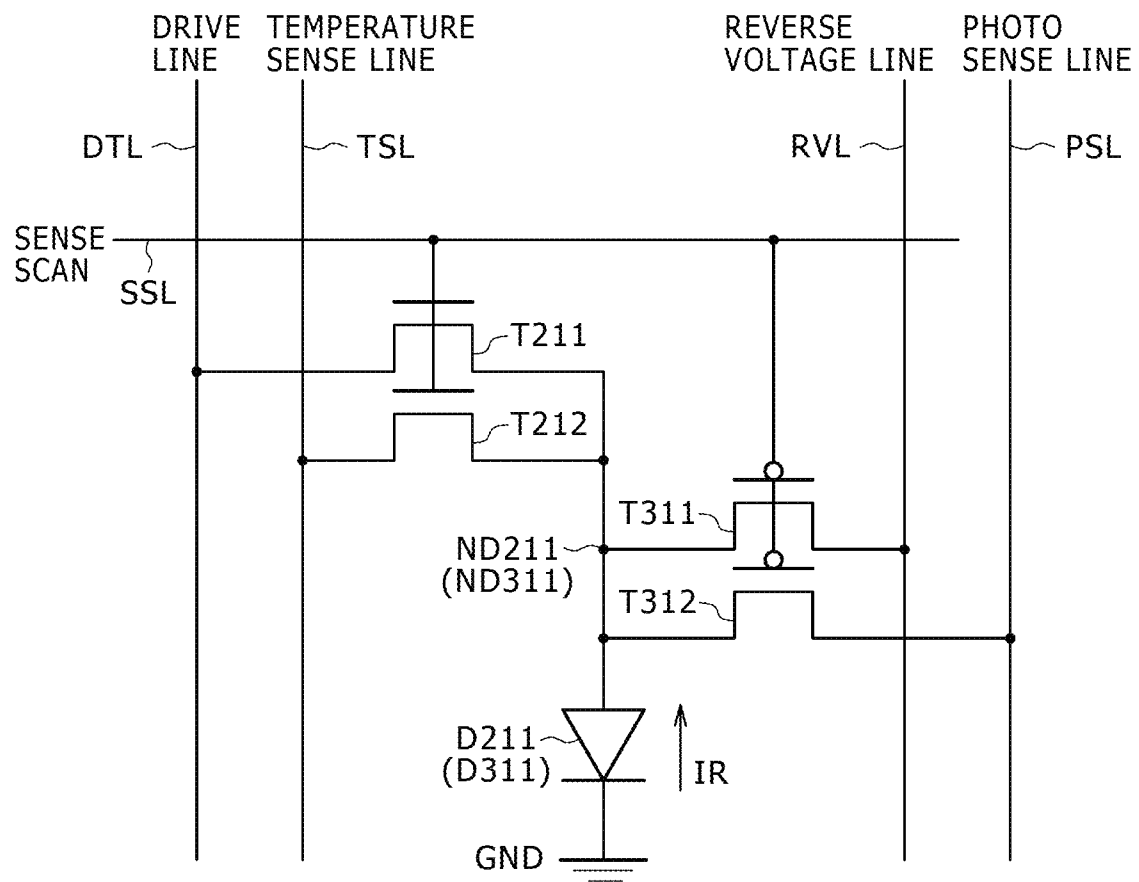 DRIVE
LINE
TEMPERATURE
SENSE LINE
REVERSE
VOLTAGE LINE
PHOTO
SENSE LINE
DTL
TSL
RVL
PSL
SENSE
SCAN
SSL
T211
T212
T311
ND211
(ND311)
T312
D211
(D311)
IR
GND